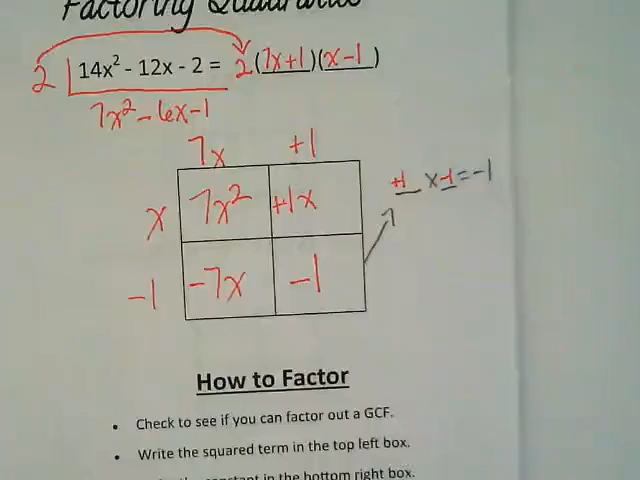 Factoring Quadratics
2 14x² - 12x - 2 = 2(7x+1)(x-1)
7x² - 6x - 1
7x +1
x 7x² +1x
+1 x -1 = -1
-1 -7x -1
How to Factor
• Check to see if you can factor out a GCF.
• Write the squared term in the top left box.
constant in the bottom right box.